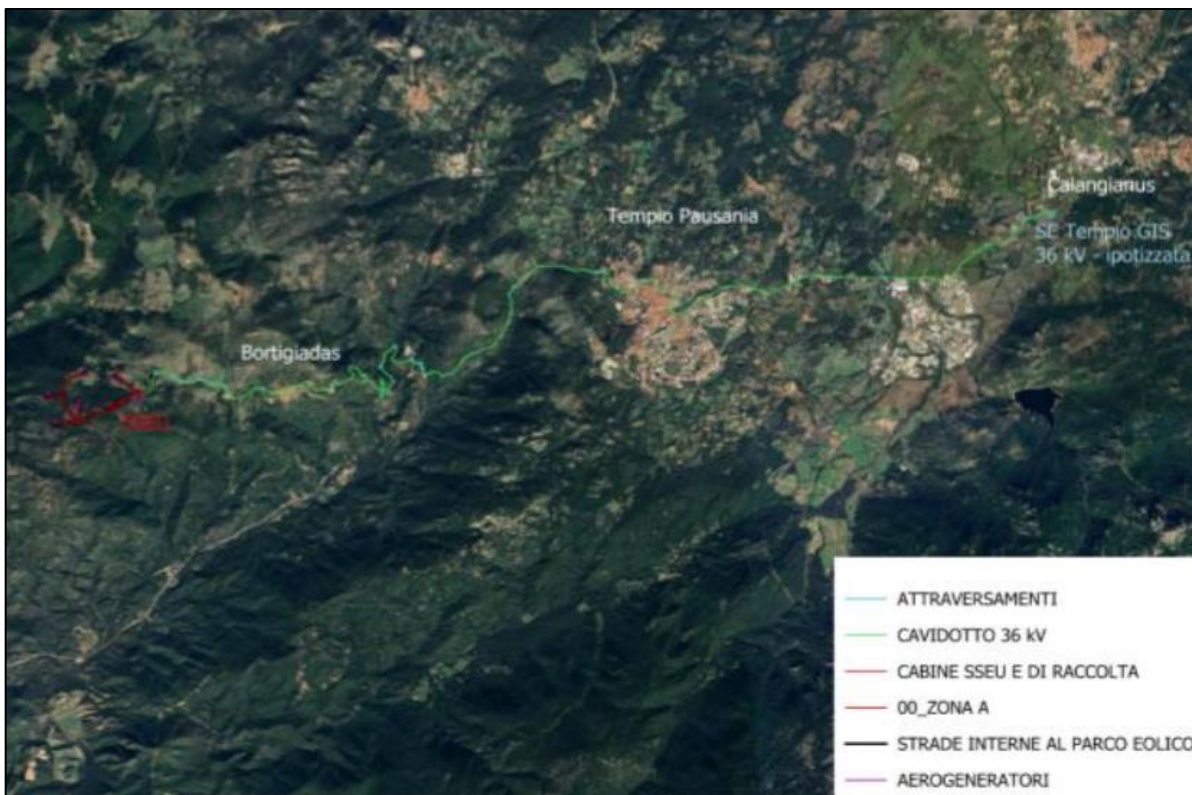 Calangianus
Tempio Pausania
SE Tempio GIS
36 kV - ipotizzata
Bortigiadas
ATTRAVERSAMENTI
CAVIDOTTO 36 kV
CABINE SSEU E DI RACCOLTA
00_ZONA A
STRADE INTERNE AL PARCO EOLICO
AEROGENERATORI